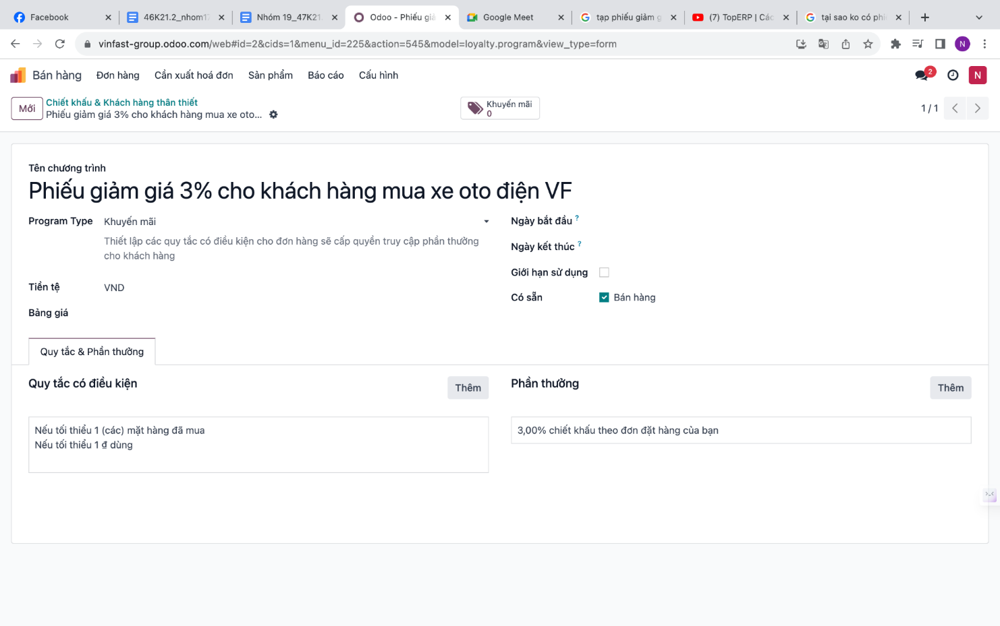 Facebook
46K21.2_nhom1
Nhóm 19_47K21.
Odoo - Phiếu giả
Google Meet
tạp phiếu giảm g
(7) TopERP | Các
tại sao ko có phi
vinfast-group.odoo.com/web#id=2&cids=1&menu_id=225&action=545&model=loyalty.program&view_type=form
N
Bán hàng
Đơn hàng
Cần xuất hoá đơn
Sản phẩm
Báo cáo
Cấu hình
2
N
Mới
Chiết khấu & Khách hàng thân thiết
Phiếu giảm giá 3% cho khách hàng mua xe oto...
Khuyến mãi
0
1 / 1
Tên chương trình
Phiếu giảm giá 3% cho khách hàng mua xe oto điện VF
Program Type
Khuyến mãi
Thiết lập các quy tắc có điều kiện cho đơn hàng sẽ cấp quyền truy cập phần thưởng
cho khách hàng
Tiền tệ
VND
Bảng giá
Ngày bắt đầu ?
Ngày kết thúc ?
Giới hạn sử dụng
Có sẵn
Bán hàng
Quy tắc & Phần thưởng
Quy tắc có điều kiện
Thêm
Nếu tối thiểu 1 (các) mặt hàng đã mua
Nếu tối thiểu 1 ₫ dùng
Phần thưởng
Thêm
3,00% chiết khấu theo đơn đặt hàng của bạn